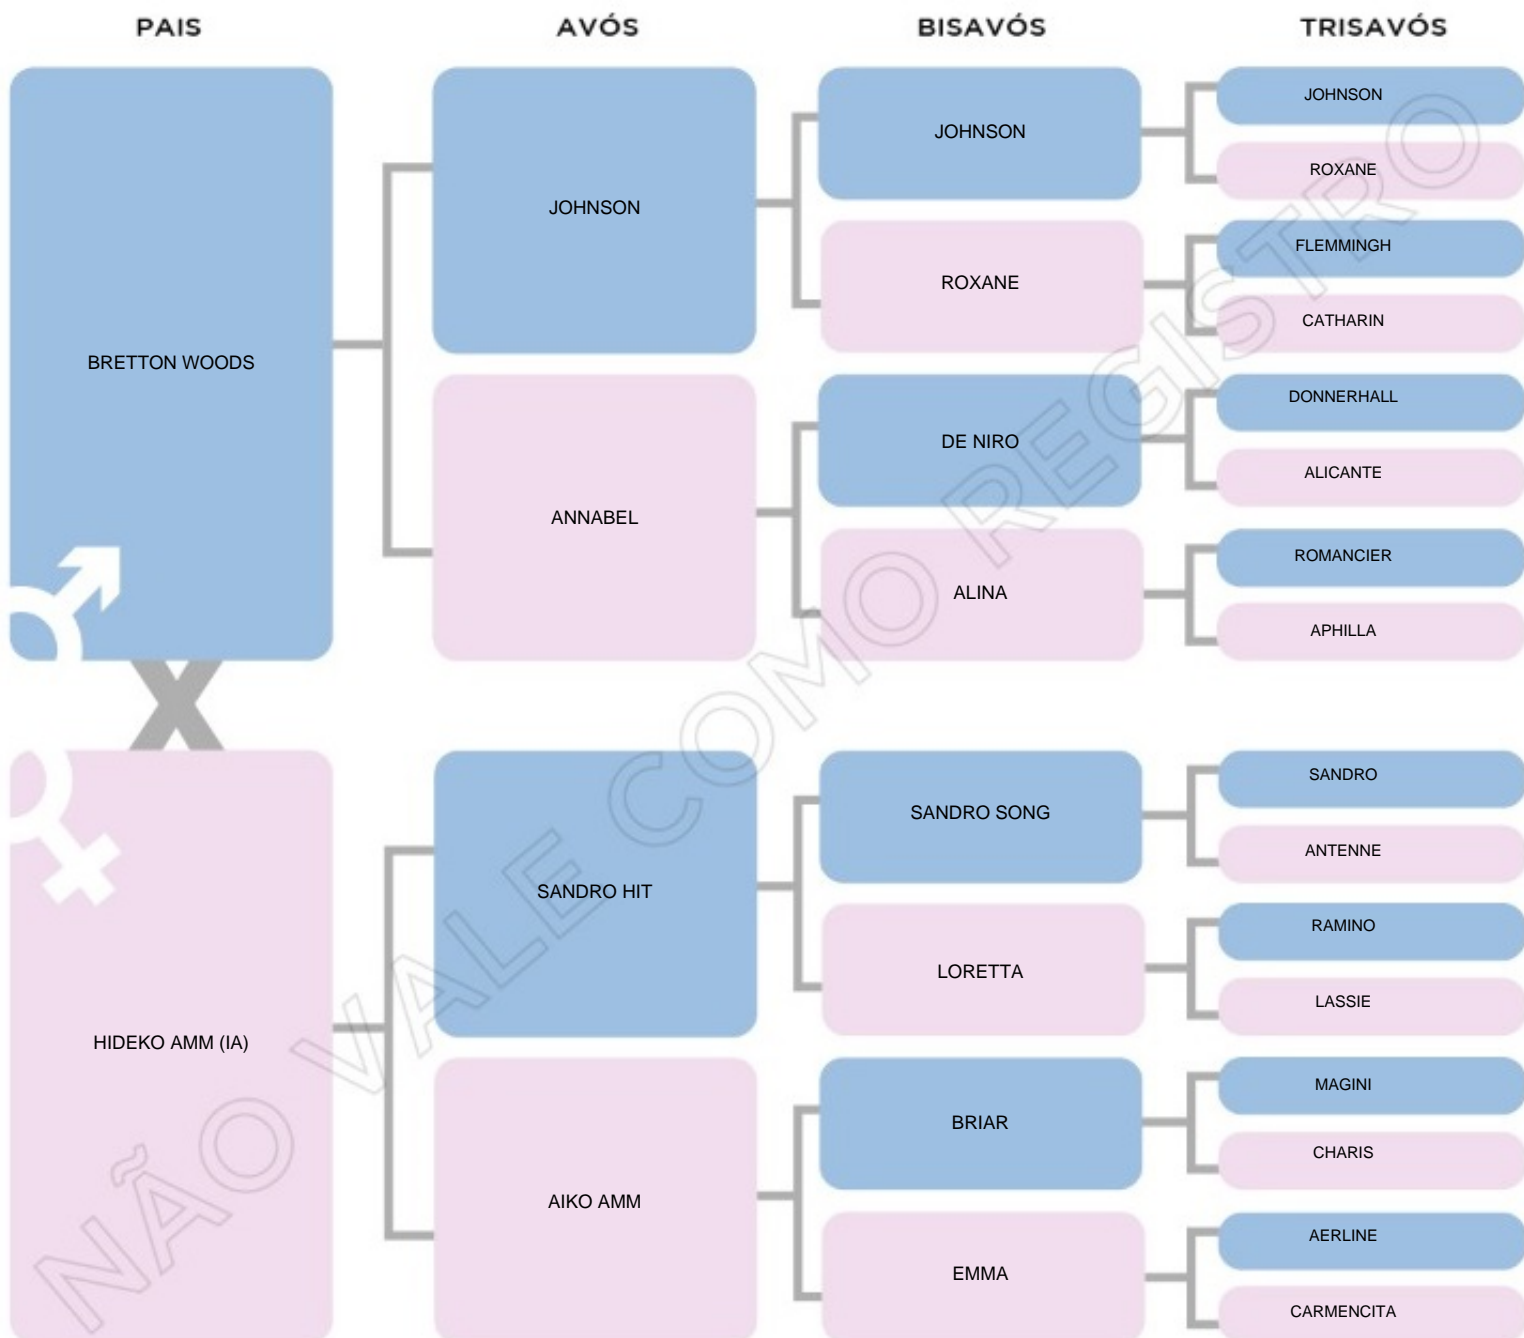 PAIS AVÓS BISAVÓS TRISAVÓS
BRETTON WOODS
JOHNSON
ANNABEL
JOHNSON
ROXANE
DE NIRO
ALINA
JOHNSON
ROXANE
FLEMMINGH
CATHARIN
DONNERHALL
ALICANTE
ROMANCIER
APHILLA
X
HIDEKO AMM (IA)
SANDRO HIT
AIKO AMM
SANDRO SONG
LORETTA
BRIAR
EMMA
SANDRO
ANTENNE
RAMINO
LASSIE
MAGINI
CHARIS
AERLINE
CARMENCITA
NÃO VALE COMO REGISTRO